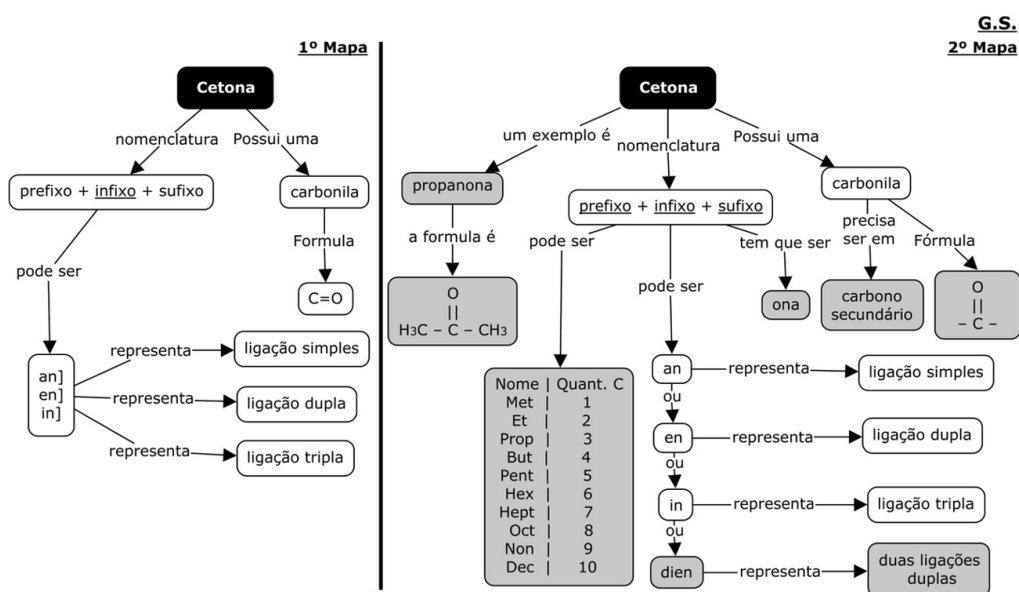 G.S.
1º Mapa
Cetona
nomenclatura
Possui uma
prefixo + infixo + sufixo
carbonila
Formula
C=O
pode ser
an]
en]
in]
representa
ligação simples
representa
ligação dupla
representa
ligação tripla
2º Mapa
Cetona
um exemplo é
nomenclatura
Possui uma
propanona
a formula é
O
||
H3C – C – CH3
prefixo + infixo + sufixo
pode ser
pode ser
tem que ser
ona
carbonila
precisa
ser em
carbono
secundário
Fórmula
O
||
– C –
Nome | Quant. C
Met | 1
Et | 2
Prop | 3
But | 4
Pent | 5
Hex | 6
Hept | 7
Oct | 8
Non | 9
Dec | 10
an
representa
ligação simples
ou
en
representa
ligação dupla
ou
in
representa
ligação tripla
ou
dien
representa
duas ligações
duplas